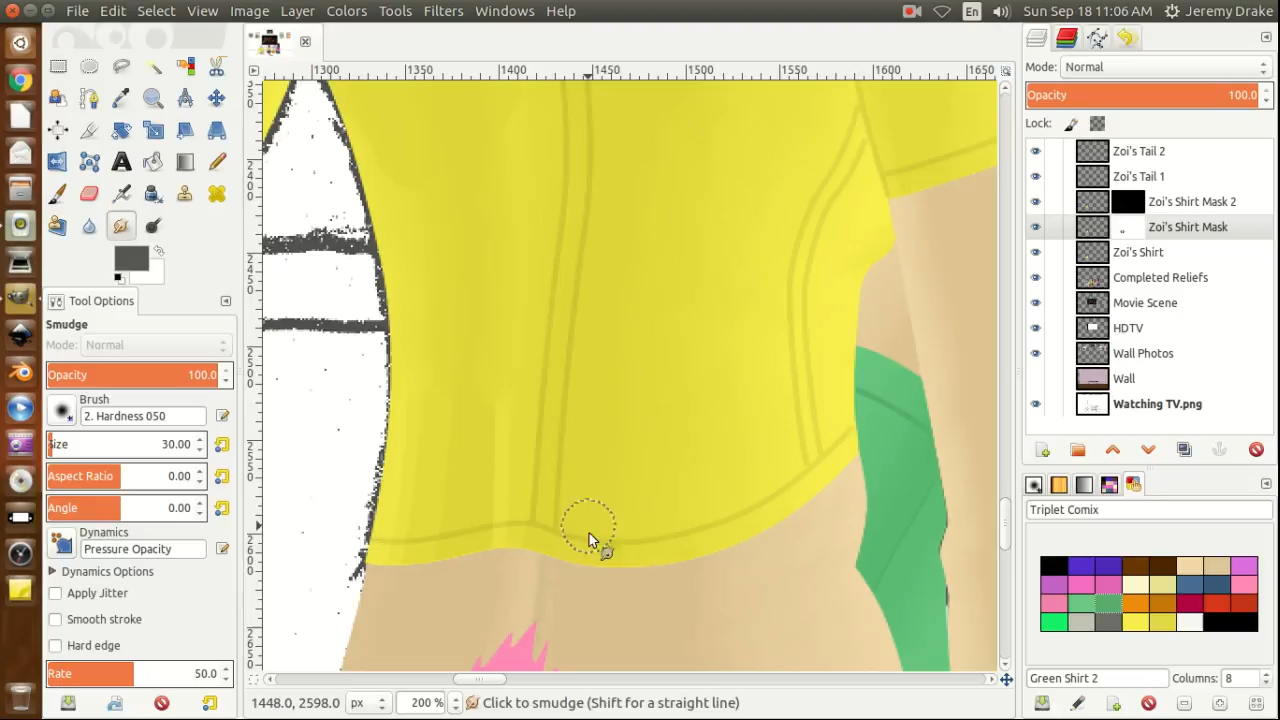 File Edit Select View Image Layer Colors Tools Filters Windows Help
En Sun Sep 18 11:06 AM Jeremy Drake
1300 1350 1400 1450 1500 1550 1600 1650
Mode: Normal
Opacity 100.0
Lock:
Zoi's Tail 2
Zoi's Tail 1
Zoi's Shirt Mask 2
Zoi's Shirt Mask
Zoi's Shirt
Completed Reliefs
Movie Scene
HDTV
Wall Photos
Wall
Watching TV.png
Tool Options
Smudge
Mode: Normal
Opacity 100.0
Brush
2. Hardness 050
Size 30.00
Aspect Ratio 0.00
Angle 0.00
Dynamics
Pressure Opacity
Dynamics Options
Apply Jitter
Smooth stroke
Hard edge
Rate 50.0
Triplet Comix
Green Shirt 2 Columns: 8
1448.0, 2598.0 px 200 % Click to smudge (Shift for a straight line)